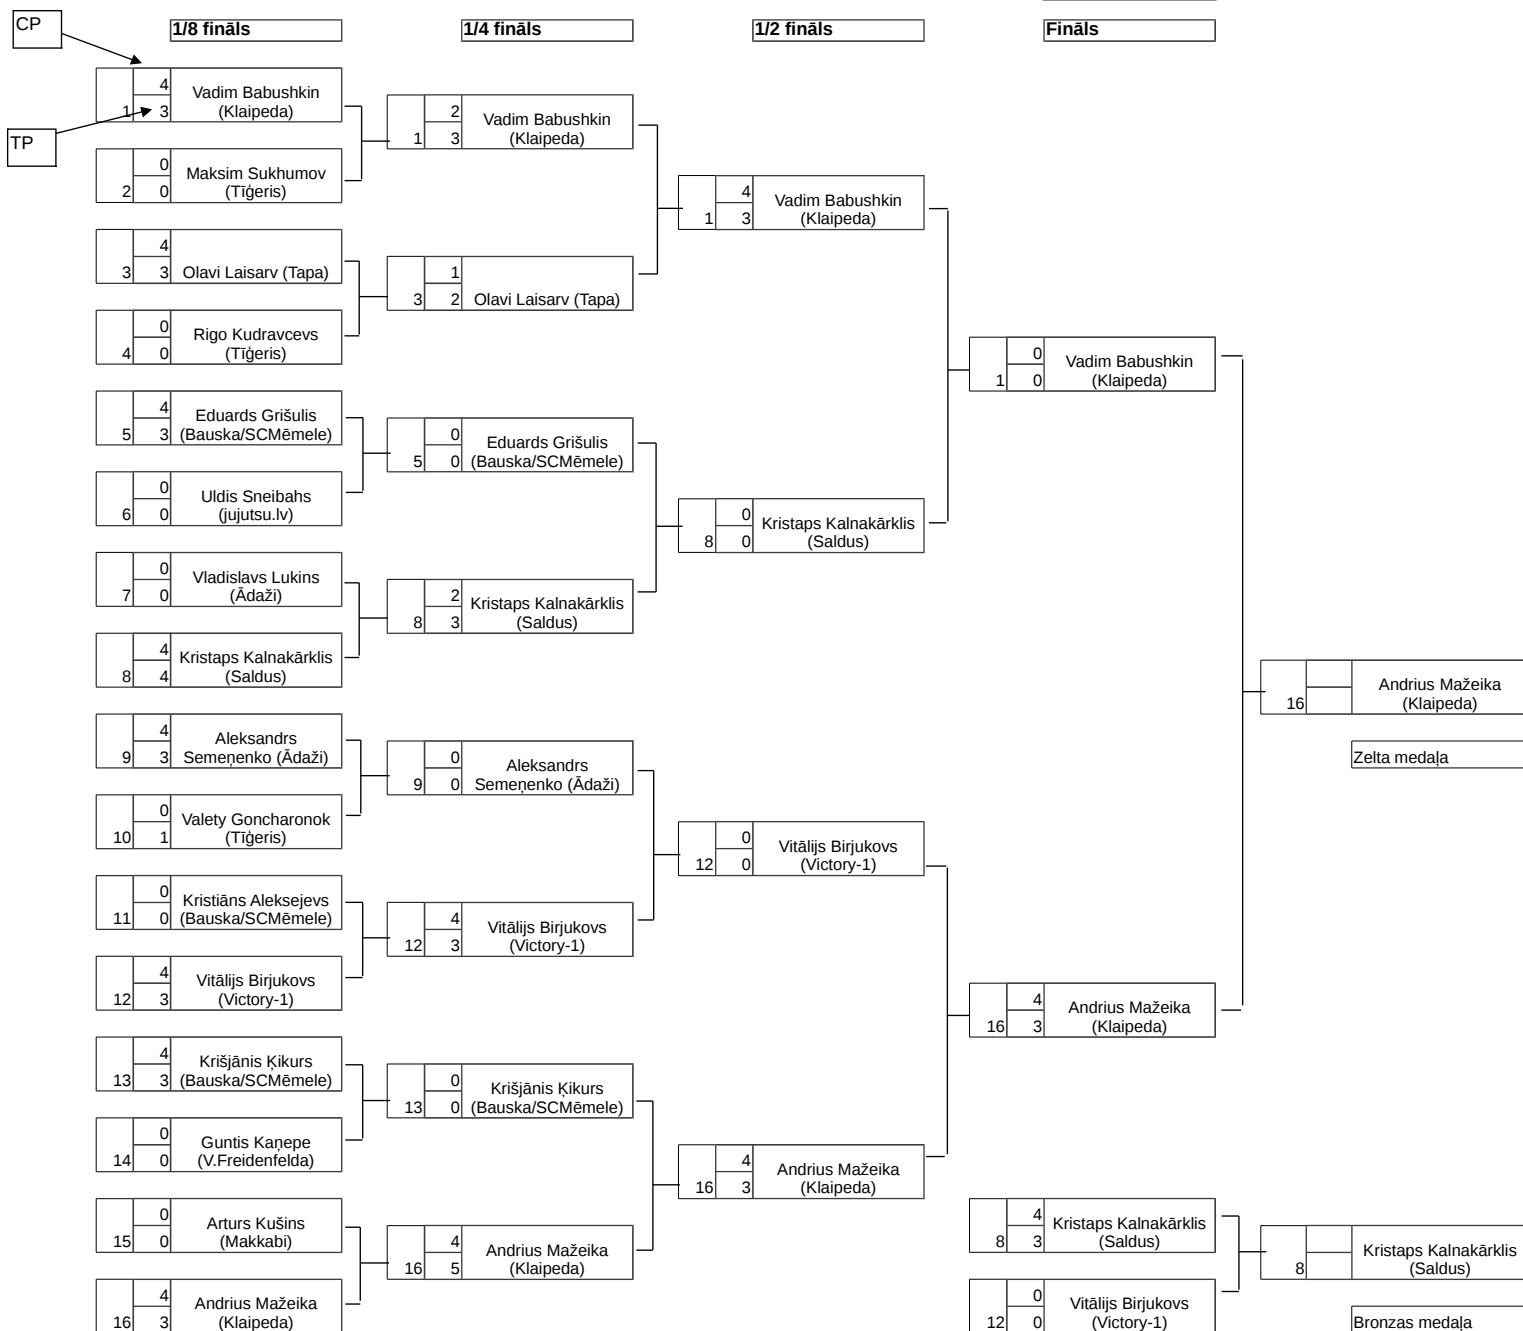 CP
1/8 fināls
1/4 fināls
1/2 fināls
Fināls
TP
4
1 3
Vadim Babushkin
(Klaipeda)
0
2 0
Maksim Sukhumov
(Tīģeris)
4
3 3 Olavi Laisarv (Tapa)
0
4 0
Rigo Kudravcevs
(Tīģeris)
4
5 3
Eduards Grišulis
(Bauska/SCMēmele)
0
6 0
Uldis Sneibahs
(jujutsu.lv)
0
7 0
Vladislavs Lukins
(Ādaži)
4
8 4
Kristaps Kalnakārklis
(Saldus)
4
9 3
Aleksandrs
Semeņenko (Ādaži)
0
10 1
Valety Goncharonok
(Tīģeris)
0
11 0
Kristiāns Aleksejevs
(Bauska/SCMēmele)
4
12 3
Vitālijs Birjukovs
(Victory-1)
4
13 3
Krišjānis Ķikurs
(Bauska/SCMēmele)
0
14 0
Guntis Kaņepe
(V.Freidenfelda)
0
15 0
Arturs Kušins
(Makkabi)
4
16 3
Andrius Mažeika
(Klaipeda)
2
1 3
Vadim Babushkin
(Klaipeda)
1
3 2 Olavi Laisarv (Tapa)
0
5 0
Eduards Grišulis
(Bauska/SCMēmele)
2
8 3
Kristaps Kalnakārklis
(Saldus)
0
9 0
Aleksandrs
Semeņenko (Ādaži)
4
12 3
Vitālijs Birjukovs
(Victory-1)
0
13 0
Krišjānis Ķikurs
(Bauska/SCMēmele)
4
16 5
Andrius Mažeika
(Klaipeda)
4
1 3
Vadim Babushkin
(Klaipeda)
0
8 0
Kristaps Kalnakārklis
(Saldus)
0
12 0
Vitālijs Birjukovs
(Victory-1)
4
16 3
Andrius Mažeika
(Klaipeda)
0
1 0
Vadim Babushkin
(Klaipeda)
4
16 3
Andrius Mažeika
(Klaipeda)
16
Andrius Mažeika
(Klaipeda)
Zelta medaļa
4
8 3
Kristaps Kalnakārklis
(Saldus)
0
12 0
Vitālijs Birjukovs
(Victory-1)
8
Kristaps Kalnakārklis
(Saldus)
Bronzas medaļa